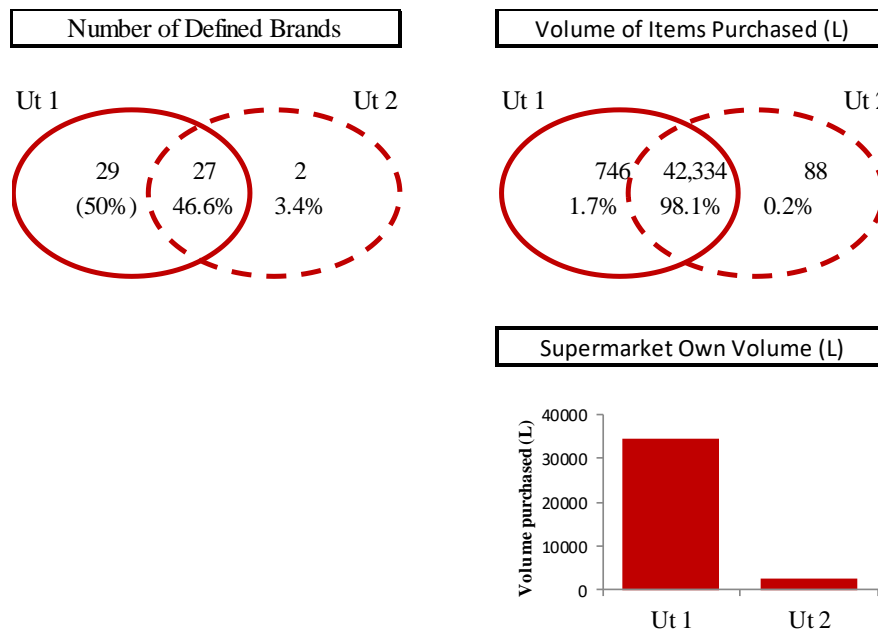 Number of Defined Brands
Volume of Items Purchased (L)
Ut 1
Ut 2
Ut 1
Ut 2
29
27
2
(50%)
46.6%
3.4%
746
42,334
88
1.7%
98.1%
0.2%
Supermarket Own Volume (L)
Volume purchased (L)
40000
30000
20000
10000
0
Ut 1
Ut 2